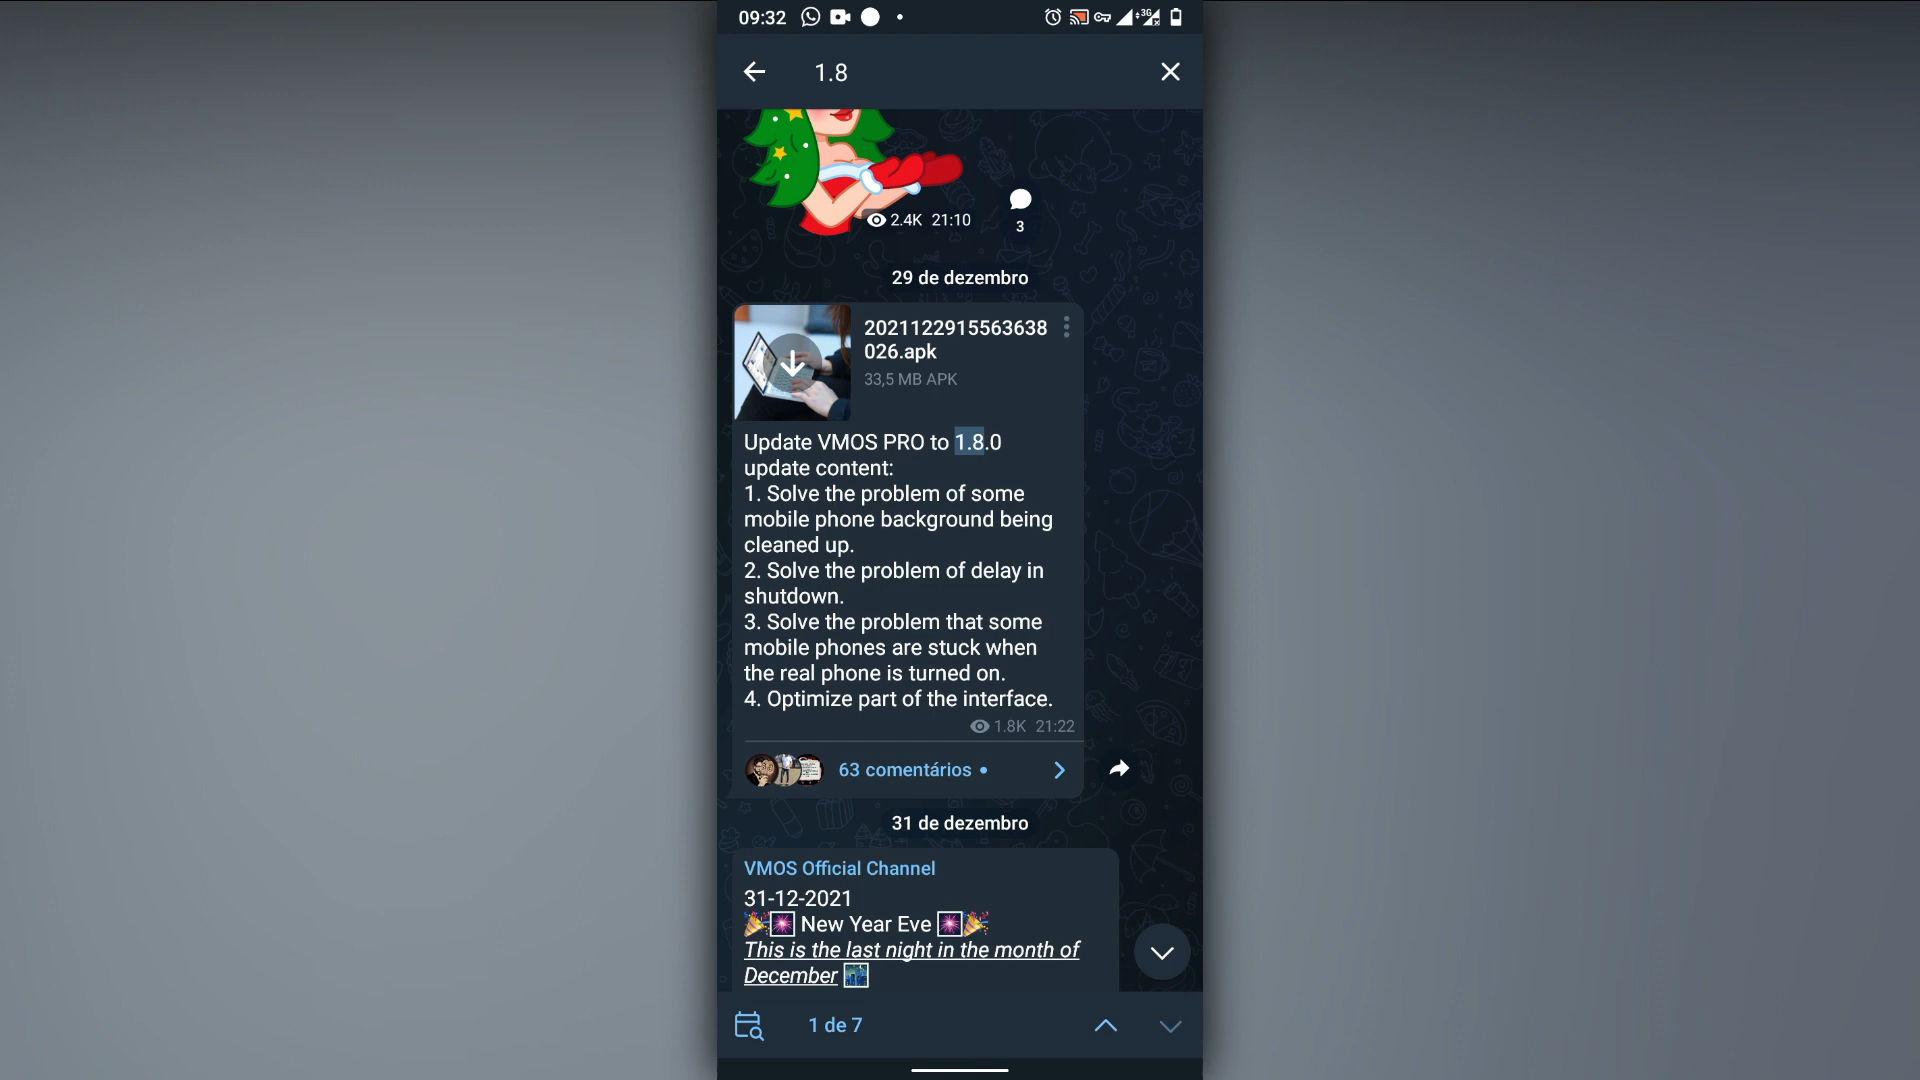 09:32
3G
1.8
2.4K 21:10
3
29 de dezembro
2021122915563638
026.apk
33,5 MB APK
Update VMOS PRO to 1.8.0
update content:
1. Solve the problem of some
mobile phone background being
cleaned up.
2. Solve the problem of delay in
shutdown.
3. Solve the problem that some
mobile phones are stuck when
the real phone is turned on.
4. Optimize part of the interface.
1.8K 21:22
63 comentários
31 de dezembro
VMOS Official Channel
31-12-2021
🎉🎆 New Year Eve 🎆🎉
This is the last night in the month of
December 🌃
1 de 7